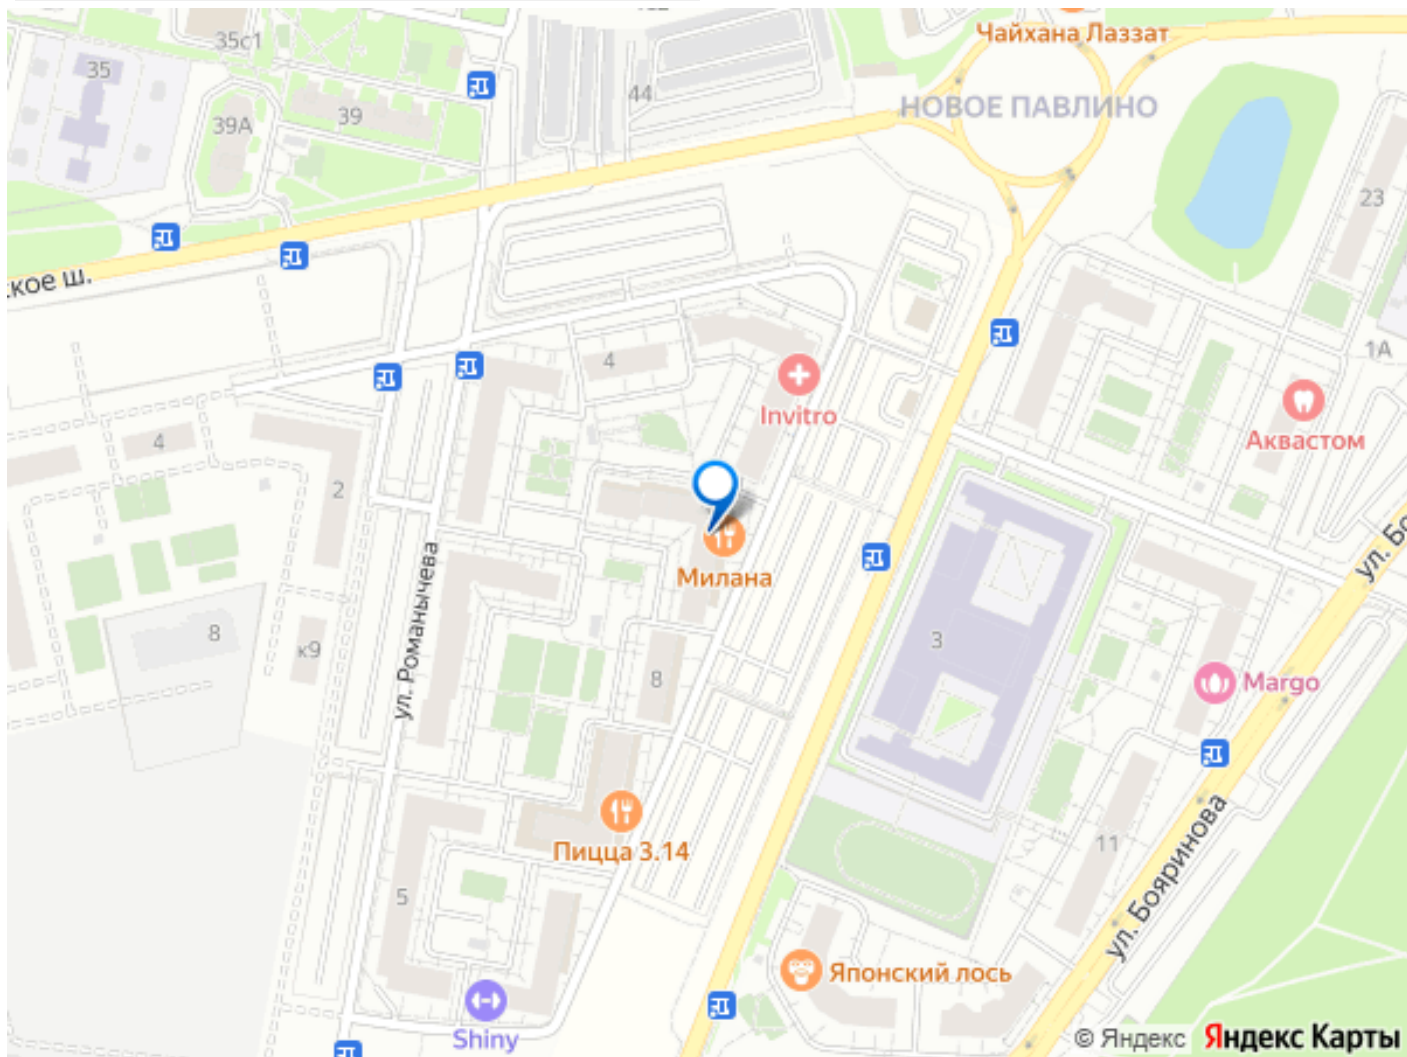 35с1
Чайхана Лаззат
35
44
НОВОЕ ПАВЛИНО
39
39А
23
кое ш.
1А
4
Invitro
Аквастом
4
2
ул. Бо
Милана
ул. Романычева
8
к9
3
8
Margo
Пицца 3.14
11
ул. Бояринова
5
Японский лось
Shiny
© Яндекс Яндекс Карты